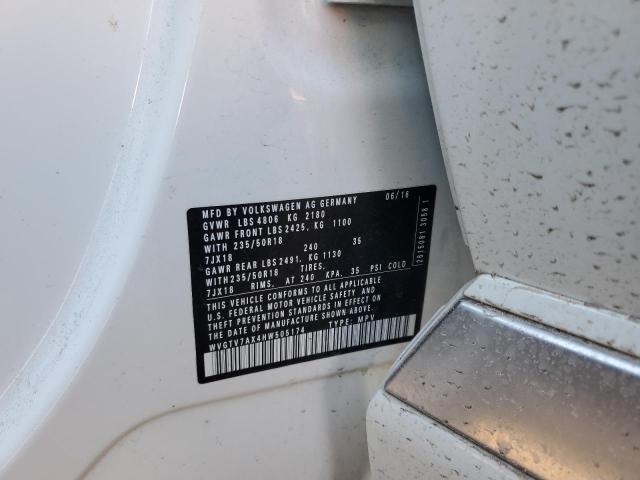 MFD BY VOLKSWAGEN AG GERMANY 06/16
GVWR LBS 4806 KG 2180
GAWR FRONT LBS 2425, KG 1100
WITH 235/50R18 240 35
7JX18
GAWR REAR LBS 2491, KG 1130
WITH 235/50R18 TIRES,
7JX18 RIMS, AT 240 KPA, 35 PSI COLD
THIS VEHICLE CONFORMS TO ALL APPLICABLE
U.S. FEDERAL MOTOR VEHICLE SAFETY AND
THEFT PREVENTION STANDARDS IN EFFECT ON
THE DATE OF MANUFACTURE SHOWN ABOVE
WVGTV7AX4HW505174 TYPE: MPV